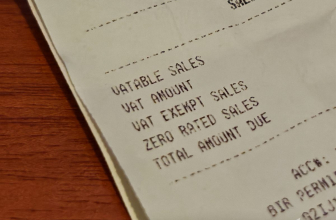 VATABLE SALES
VAT AMOUNT
VAT EXEMPT SALES
ZERO RATED SALES
TOTAL AMOUNT DUE
ACC#:
BIR PERMI